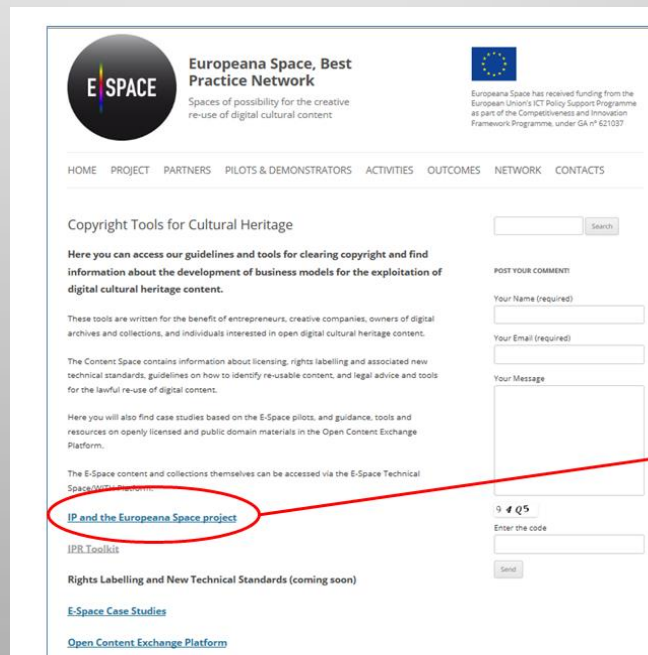 E SPACE
Europeana Space, Best
Practice Network
Spaces of possibility for the creative
re-use of digital cultural content
Europeana Space has received funding from the
European Union's ICT Policy Support Programme
as part of the Competitiveness and Innovation
Framework Programme, under GA n° 621037
HOME PROJECT PARTNERS PILOTS & DEMONSTRATORS ACTIVITIES OUTCOMES NETWORK CONTACTS
Copyright Tools for Cultural Heritage
Search
Here you can access our guidelines and tools for clearing copyright and find
information about the development of business models for the exploitation of
digital cultural heritage content.
These tools are written for the benefit of entrepreneurs, creative companies, owners of digital
archives and collections, and individuals interested in open digital cultural heritage content.
The Content Space contains information about licensing, rights labelling and associated new
technical standards, guidelines on how to identify re-usable content, and legal advice and tools
for the lawful re-use of digital content.
Here you will also find case studies based on the E-Space pilots, and guidance, tools and
resources on openly licensed and public domain materials in the Open Content Exchange
Platform.
The E-Space content and collections themselves can be accessed via the E-Space Technical
Space/WITH Platform.
IP and the Europeana Space project
IPR Toolkit
Rights Labelling and New Technical Standards (coming soon)
E-Space Case Studies
Open Content Exchange Platform
POST YOUR COMMENT!
Your Name (required)
Your Email (required)
Your Message
9 4 Q5
Enter the code
Send